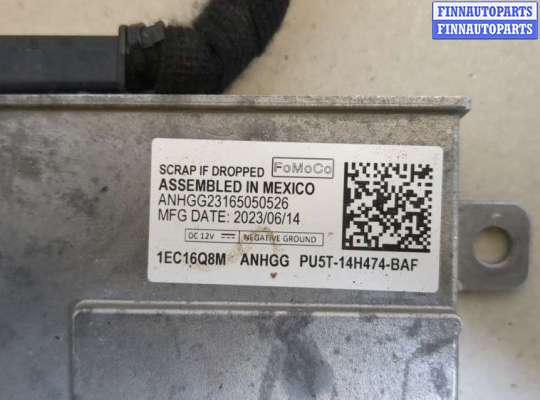 FINNAUTOPARTS
FINNAUTOPARTS
SCRAP IF DROPPED FoMoCo
ASSEMBLED IN MEXICO
ANHGG23165050526
MFG DATE: 2023/06/14
DC 12V NEGATIVE GROUND
1EC16Q8M ANHGG PU5T-14H474-BAF